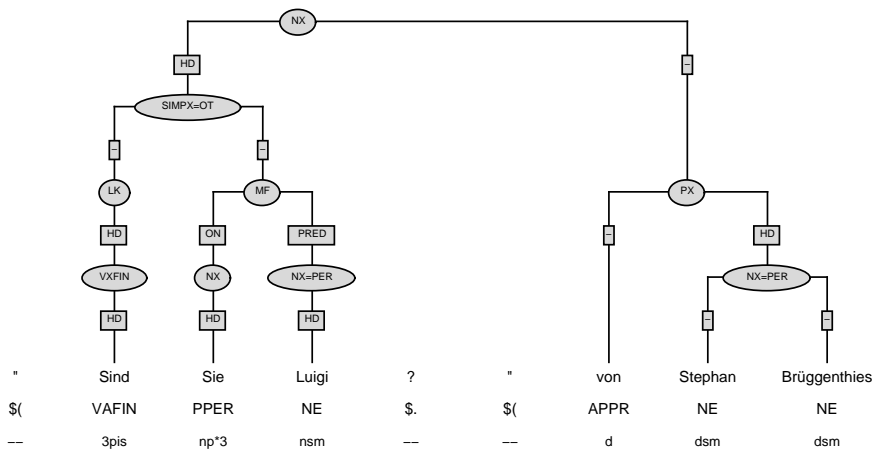 NX
HD –
SIMPX=OT
– –
LK MF PX
HD ON PRED – HD
VXFIN NX NX=PER NX=PER
HD HD HD – –
" Sind Sie Luigi ? " von Stephan Brüggenthies
$( VAFIN PPER NE $. $( APPR NE NE
−− 3pis np*3 nsm −− −− d dsm dsm